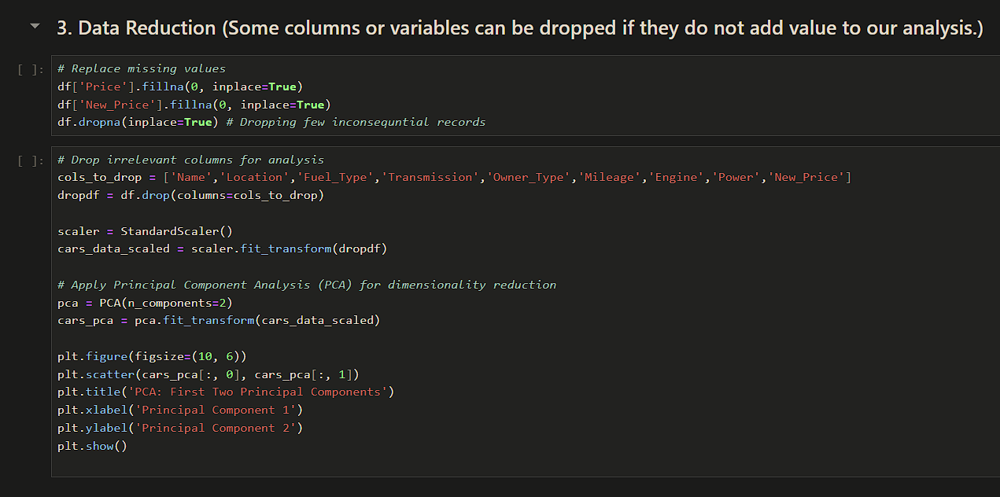 3. Data Reduction (Some columns or variables can be dropped if they do not add value to our analysis.)
[ ]:
# Replace missing values
df['Price'].fillna(0, inplace=True)
df['New_Price'].fillna(0, inplace=True)
df.dropna(inplace=True) # Dropping few inconsequntial records
[ ]:
# Drop irrelevant columns for analysis
cols_to_drop = ['Name','Location','Fuel_Type','Transmission','Owner_Type','Mileage','Engine','Power','New_Price']
dropdf = df.drop(columns=cols_to_drop)
scaler = StandardScaler()
cars_data_scaled = scaler.fit_transform(dropdf)
# Apply Principal Component Analysis (PCA) for dimensionality reduction
pca = PCA(n_components=2)
cars_pca = pca.fit_transform(cars_data_scaled)
plt.figure(figsize=(10, 6))
plt.scatter(cars_pca[:, 0], cars_pca[:, 1])
plt.title('PCA: First Two Principal Components')
plt.xlabel('Principal Component 1')
plt.ylabel('Principal Component 2')
plt.show()